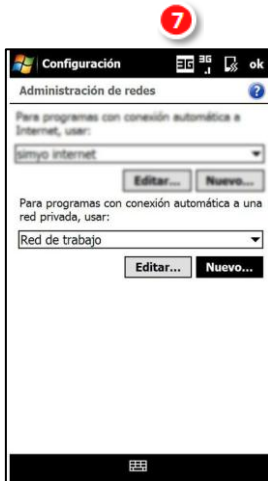 7
Configuración 3G 3G ok
Administración de redes ?
Para programas con conexión automática a
Internet, usar:
simyo internet
Editar... Nuevo...
Para programas con conexión automática a una
red privada, usar:
Red de trabajo
Editar... Nuevo...